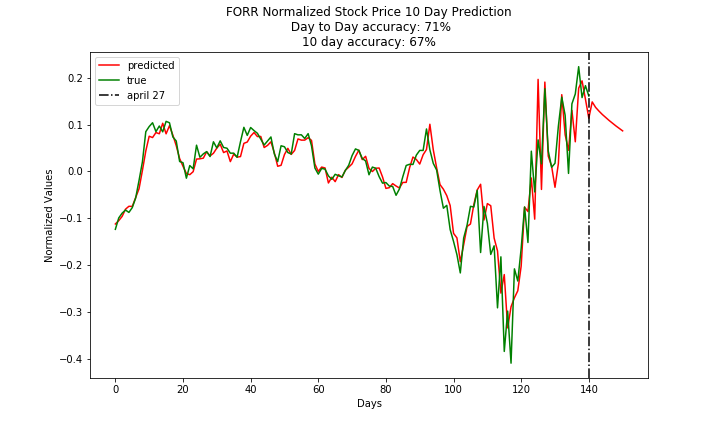 FORR Normalized Stock Price 10 Day Prediction
Day to Day accuracy: 71%
10 day accuracy: 67%
predicted
true
april 27
Normalized Values
0.2
0.1
0.0
−0.1
−0.2
−0.3
−0.4
0 20 40 60 80 100 120 140
Days